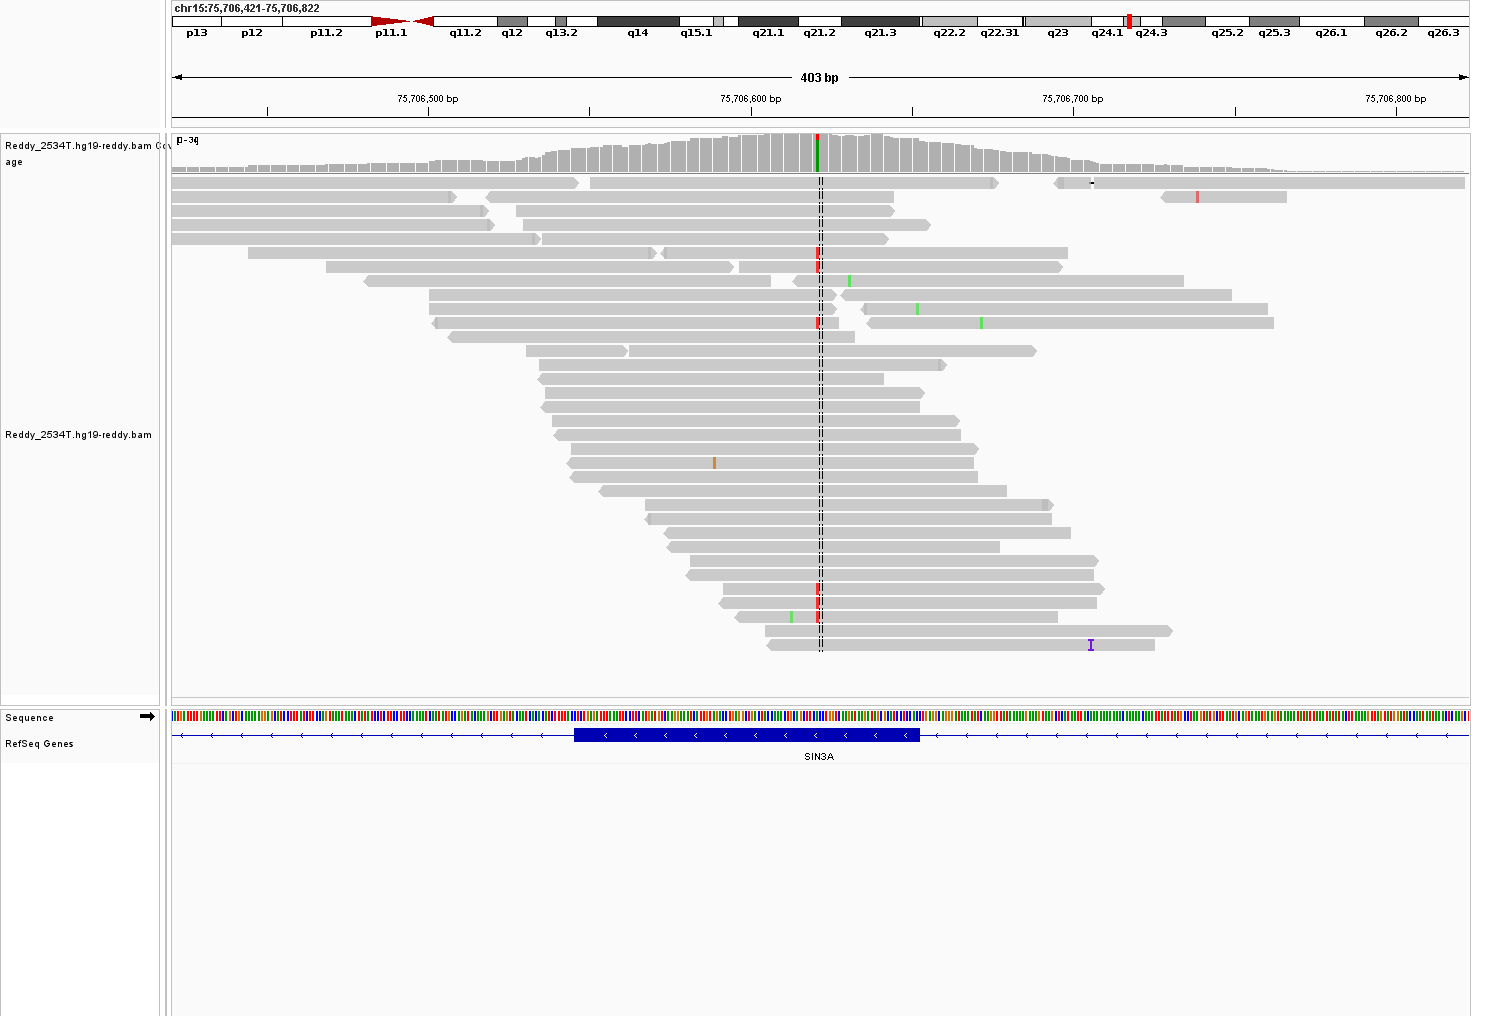 chr15:75,706,421-75,706,822
p13 p12 p11.2 p11.1 q11.2 q12 q13.2 q14 q15.1 q21.1 q21.2 q21.3 q22.2 q22.31 q23 q24.1 q24.3 q25.2 q25.3 q26.1 q26.2 q26.3
403 bp
75,706,500 bp 75,706,600 bp 75,706,700 bp 75,706,800 bp
[0-34]
Reddy_2534T.hg19-reddy.bam Cov
age
Reddy_2534T.hg19-reddy.bam
Sequence
RefSeq Genes
SIN3A